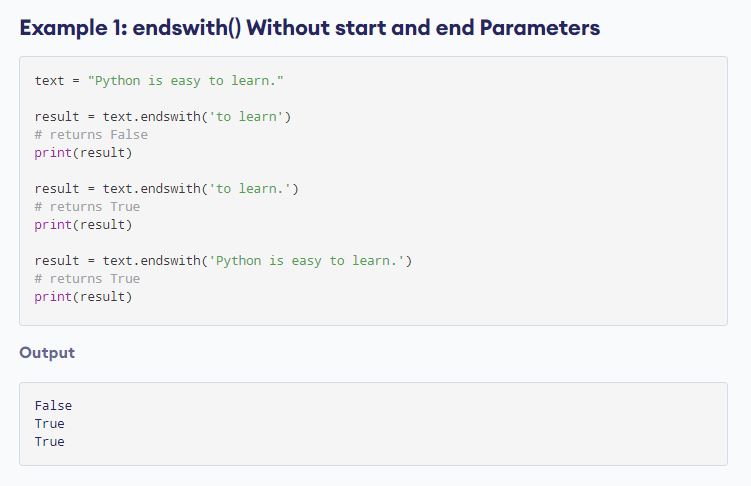 Example 1: endswith() Without start and end Parameters
text = "Python is easy to learn."
result = text.endswith('to learn')
# returns False
print(result)
result = text.endswith('to learn.')
# returns True
print(result)
result = text.endswith('Python is easy to learn.')
# returns True
print(result)
Output
False
True
True